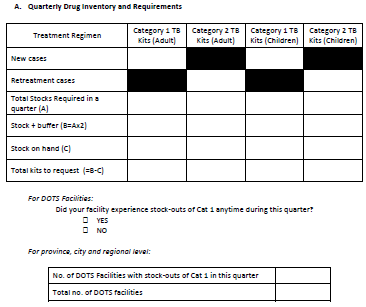 A. Quarterly Drug Inventory and Requirements
Treatment Regimen
Category 1 TB
Kits (Adult)
Category 2 TB
Kits (Adult)
Category 1 TB
Kits (Children)
Category 2 TB
Kits (Children)
New cases
Retreatment cases
Total Stocks Required in a
quarter (A)
Stock + buffer (B=Ax2)
Stock on hand (C)
Total kits to request (=B-C)
For DOTS Facilities:
Did your facility experience stock-outs of Cat 1 anytime during this quarter?
☐ YES
☐ NO
For province, city and regional level:
No. of DOTS Facilities with stock-outs of Cat 1 in this quarter
Total no. of DOTS facilities